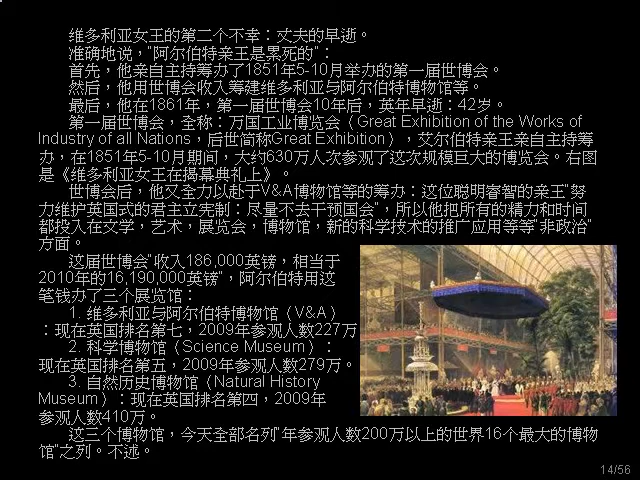 维多利亚女王的第二个不幸：丈夫的早逝。
准确地说，"阿尔伯特亲王是累死的"：
首先，他亲自主持筹办了1851年5-10月举办的第一届世博会。
然后，他用世博会收入筹建维多利亚与阿尔伯特博物馆等。
最后，他在1861年，第一届世博会10年后，英年早逝：42岁。
第一届世博会，全称：万国工业博览会（Great Exhibition of the Works of
Industry of all Nations，后世简称Great Exhibition），艾尔伯特亲王亲自主持筹
办，在1851年5-10月期间，大约630万人次参观了这次规模巨大的博览会。右图
是《维多利亚女王在揭幕典礼上》。
世博会后，他又全力以赴于V&A博物馆等的筹办：这位聪明睿智的亲王"努
力维护英国式的君主立宪制：尽量不去干预国会"，所以他把所有的精力和时间
都投入在文学，艺术，展览会，博物馆，新的科学技术的推广应用等等"非政治"
方面。
这届世博会"收入186,000英镑，相当于
2010年的16,190,000英镑"，阿尔伯特用这
笔钱办了三个展览馆：
1. 维多利亚与阿尔伯特博物馆（V&A）
：现在英国排名第七，2009年参观人数227万
2. 科学博物馆（Science Museum）：
现在英国排名第五，2009年参观人数279万。
3. 自然历史博物馆（Natural History
Museum）：现在英国排名第四，2009年
参观人数410万。
这三个博物馆，今天全部名列"年参观人数200万以上的世界16个最大的博物
馆"之列。不述。
14/56